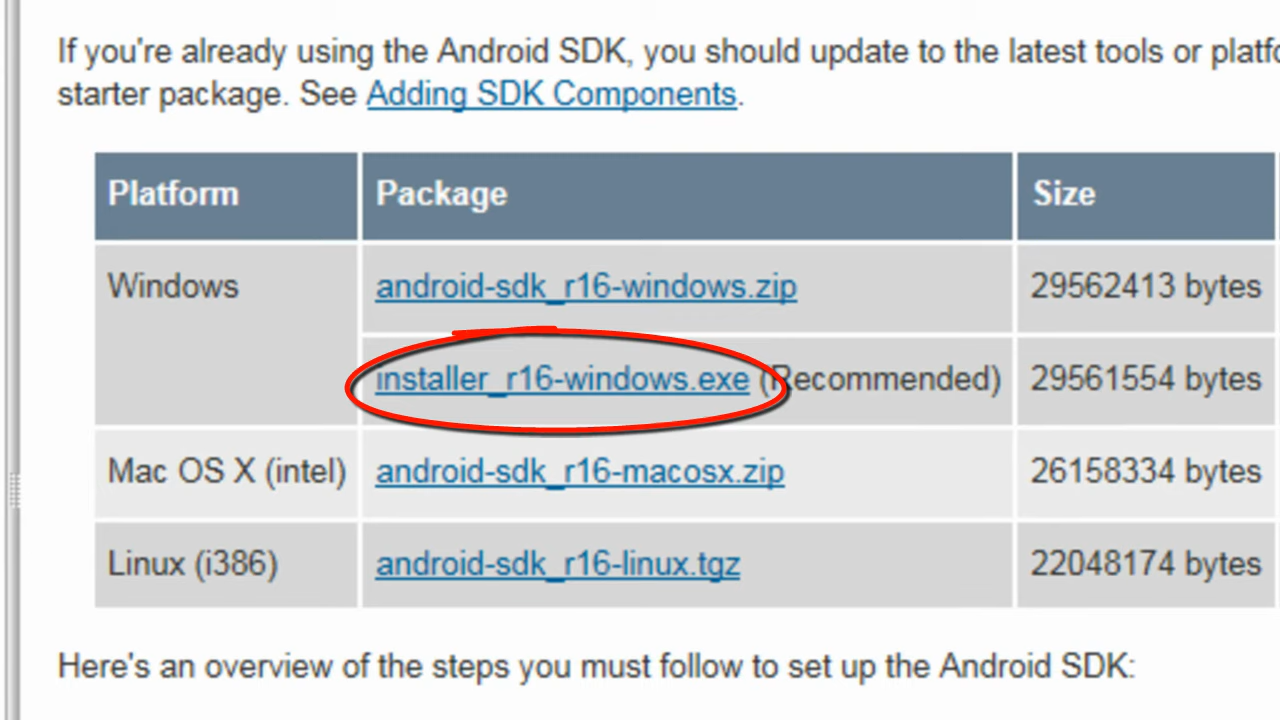 If you're already using the Android SDK, you should update to the latest tools or
starter package. See Adding SDK Components.
Platform Package Size
Windows android-sdk_r16-windows.zip 29562413 bytes
installer_r16-windows.exe (Recommended) 29561554 bytes
Mac OS X (intel) android-sdk_r16-macosx.zip 26158334 bytes
Linux (i386) android-sdk_r16-linux.tgz 22048174 bytes
Here's an overview of the steps you must follow to set up the Android SDK: